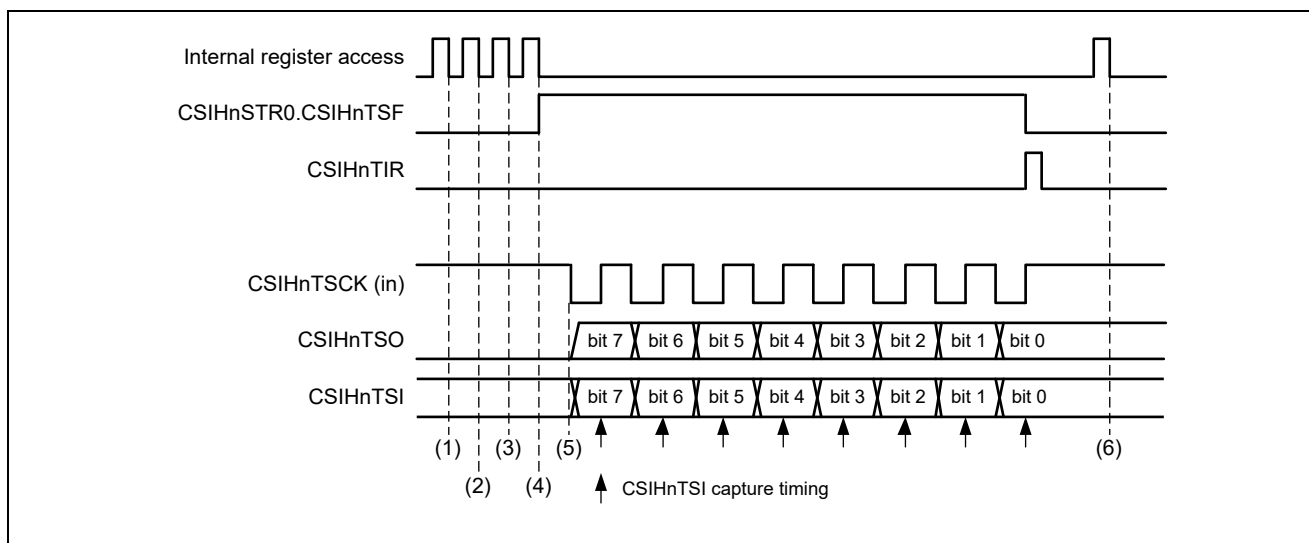 Internal register access
CSIHnSTR0.CSIHnTSF
CSIHnTIR
CSIHnTSCK (in)
CSIHnTSO bit 7 bit 6 bit 5 bit 4 bit 3 bit 2 bit 1 bit 0
CSIHnTSI bit 7 bit 6 bit 5 bit 4 bit 3 bit 2 bit 1 bit 0
(1) (3) (5) (6)
(2) (4) CSIHnTSI capture timing